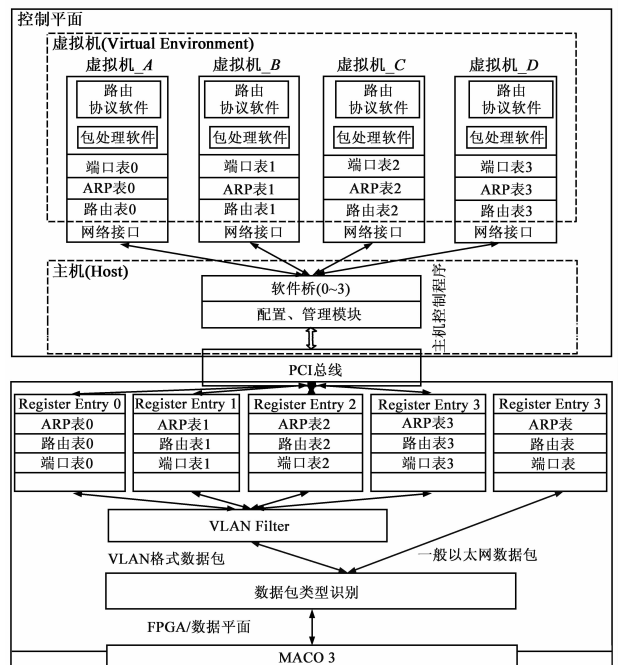 控制平面
虚拟机(Virtual Environment)
虚拟机_A 虚拟机_B 虚拟机_C 虚拟机_D
路由 路由 路由 路由
协议软件 协议软件 协议软件 协议软件
包处理软件 包处理软件 包处理软件 包处理软件
端口表0 端口表1 端口表2 端口表3
ARP表0 ARP表1 ARP表2 ARP表3
路由表0 路由表1 路由表2 路由表3
网络接口 网络接口 网络接口 网络接口
主机(Host)
软件桥(0~3)
配置、管理模块
主机控制程序
PCI总线
Register Entry 0 Register Entry 1 Register Entry 2 Register Entry 3 Register Entry 3
ARP表0 ARP表1 ARP表2 ARP表3 ARP表
路由表0 路由表1 路由表2 路由表3 路由表
端口表0 端口表1 端口表2 端口表3 端口表
VLAN Filter
VLAN格式数据包 一般以太网数据包
数据包类型识别
FPGA/数据平面
MACO 3